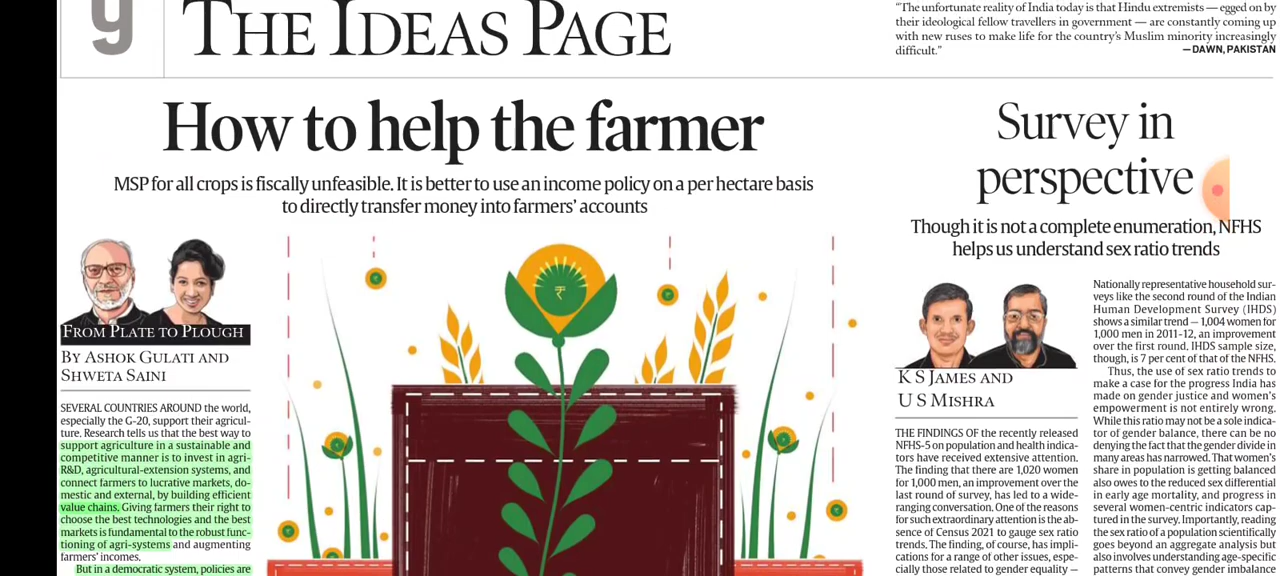 9
THE IDEAS PAGE
“The unfortunate reality of India today is that Hindu extremists — egged on by
their ideological fellow travellers in government — are constantly coming up
with new ruses to make life for the country’s Muslim minority increasingly
difficult.”
— DAWN, PAKISTAN
How to help the farmer
MSP for all crops is fiscally unfeasible. It is better to use an income policy on a per hectare basis
to directly transfer money into farmers’ accounts
FROM PLATE TO PLOUGH
BY ASHOK GULATI AND
SHWETA SAINI
SEVERAL COUNTRIES AROUND the world,
especially the G-20, support their agricul-
ture. Research tells us that the best way to
support agriculture in a sustainable and
competitive manner is to invest in agri-
R&D, agricultural-extension systems, and
connect farmers to lucrative markets, do-
mestic and external, by building efficient
value chains. Giving farmers their right to
choose the best technologies and the best
markets is fundamental to the robust func-
tioning of agri-systems and augmenting
farmers’ incomes.
But in a democratic system, policies are
₹
Survey in
perspective
Though it is not a complete enumeration, NFHS
helps us understand sex ratio trends
K S JAMES AND
U S MISHRA
THE FINDINGS OF the recently released
NFHS-5 on population and health indica-
tors have received extensive attention.
The finding that there are 1,020 women
for 1,000 men, an improvement over the
last round of survey, has led to a wide-
ranging conversation. One of the reasons
for such extraordinary attention is the ab-
sence of Census 2021 to gauge sex ratio
trends. The finding, of course, has impli-
cations for a range of other issues, espe-
cially those related to gender equality —
Nationally representative household sur-
veys like the second round of the Indian
Human Development Survey (IHDS)
shows a similar trend — 1,004 women for
1,000 men in 2011-12, an improvement
over the first round. IHDS sample size,
though, is 7 per cent of that of the NFHS.
Thus, the use of sex ratio trends to
make a case for the progress India has
made on gender justice and women’s
empowerment is not entirely wrong.
While this ratio may not be a sole indica-
tor of gender balance, there can be no
denying the fact that the gender divide in
many areas has narrowed. That women’s
share in population is getting balanced
also owes to the reduced sex differential
in early age mortality, and progress in
several women-centric indicators cap-
tured in the survey. Importantly, reading
the sex ratio of a population scientifically
goes beyond an aggregate analysis but
also involves understanding age-specific
patterns that convey gender imbalance